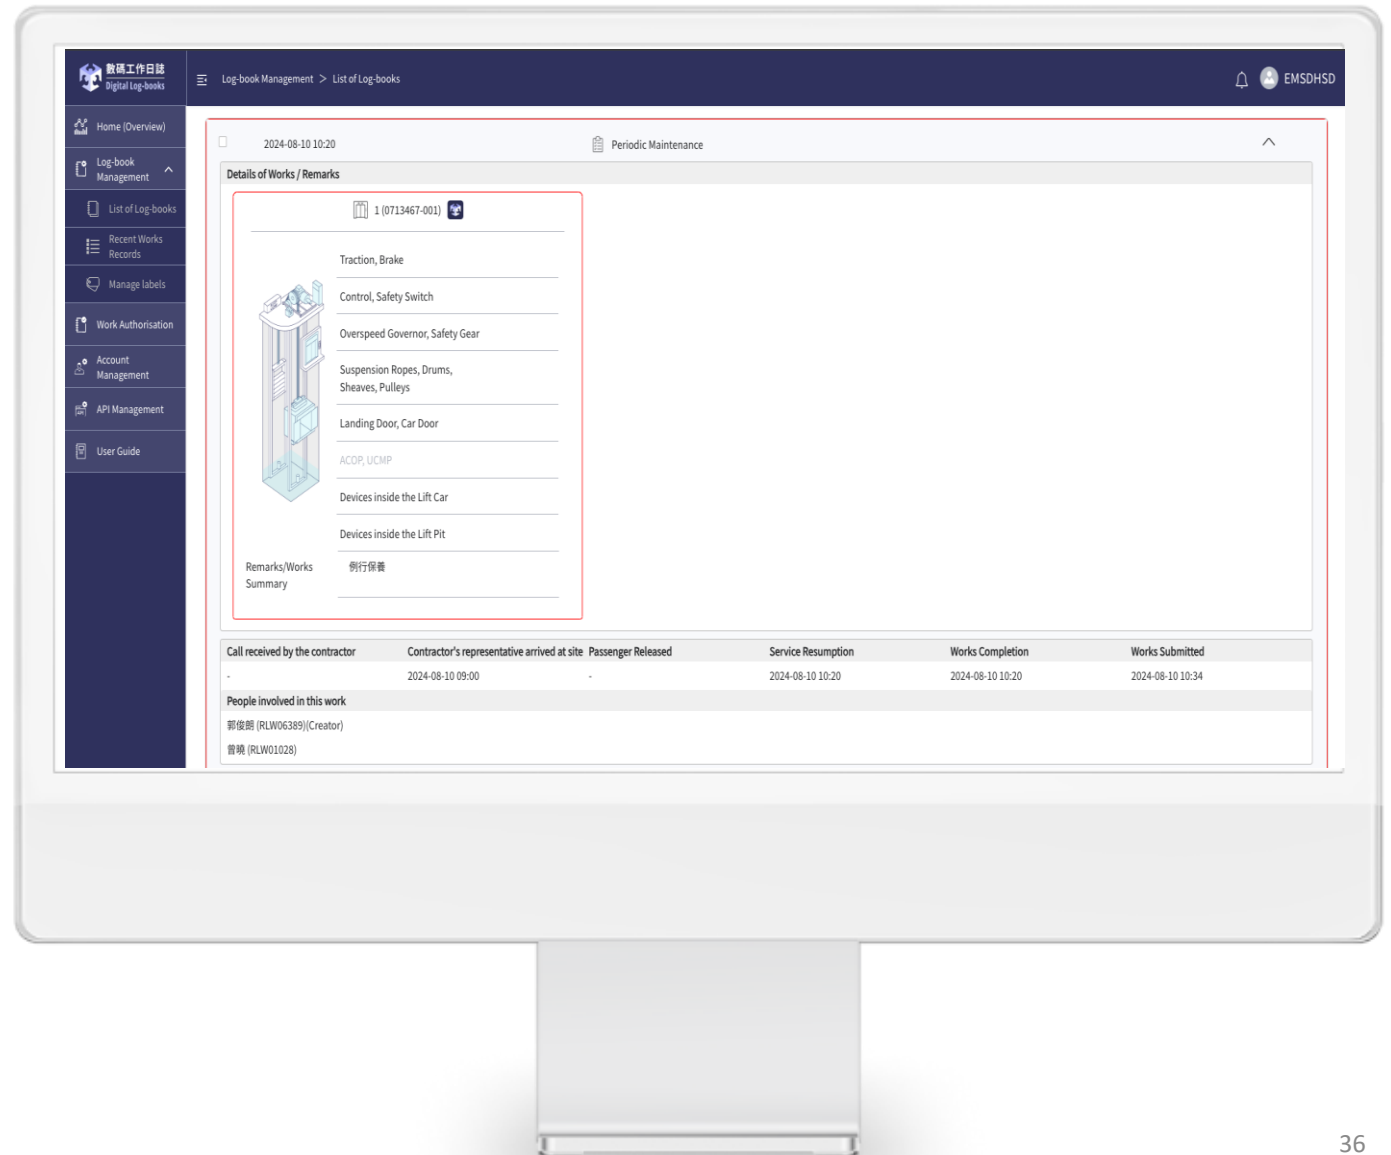 數碼工作日誌
Digital Log-books
Log-book Management > List of Log-books
EMSDHSD
Home (Overview)
Log-book
Management
List of Log-books
Recent Works
Records
Manage labels
Work Authorisation
Account
Management
API Management
User Guide
2024-08-10 10:20
Periodic Maintenance
Details of Works / Remarks
1 (0713467-001)
Traction, Brake
Control, Safety Switch
Overspeed Governor, Safety Gear
Suspension Ropes, Drums,
Sheaves, Pulleys
Landing Door, Car Door
ACOP, UCMP
Devices inside the Lift Car
Devices inside the Lift Pit
Remarks/Works
Summary
例行保養
Call received by the contractor Contractor's representative arrived at site Passenger Released Service Resumption Works Completion Works Submitted
- 2024-08-10 09:00 - 2024-08-10 10:20 2024-08-10 10:20 2024-08-10 10:34
People involved in this work
郭俊朗 (RLW06389)(Creator)
曾曉 (RLW01028)
36